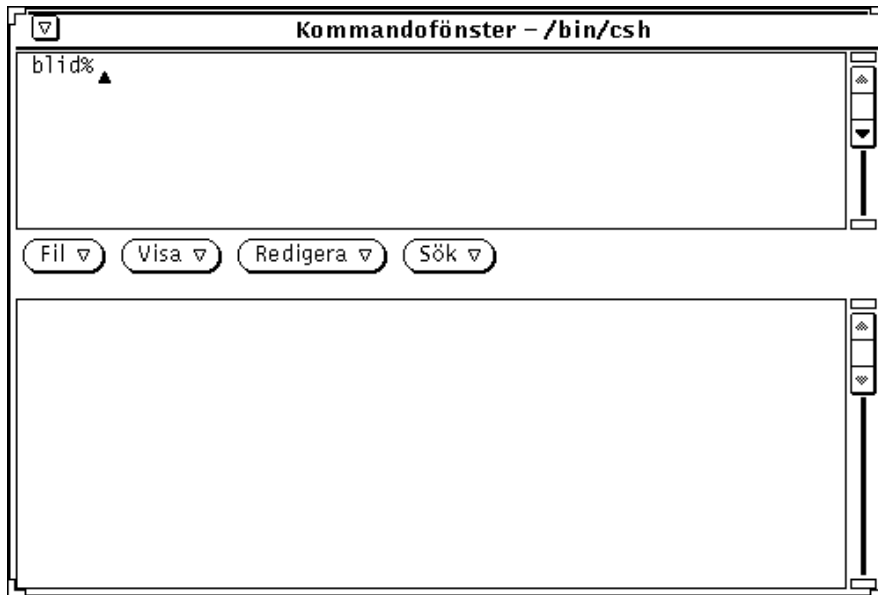 Kommandofönster – /bin/csh
blid%
Fil Visa Redigera Sök